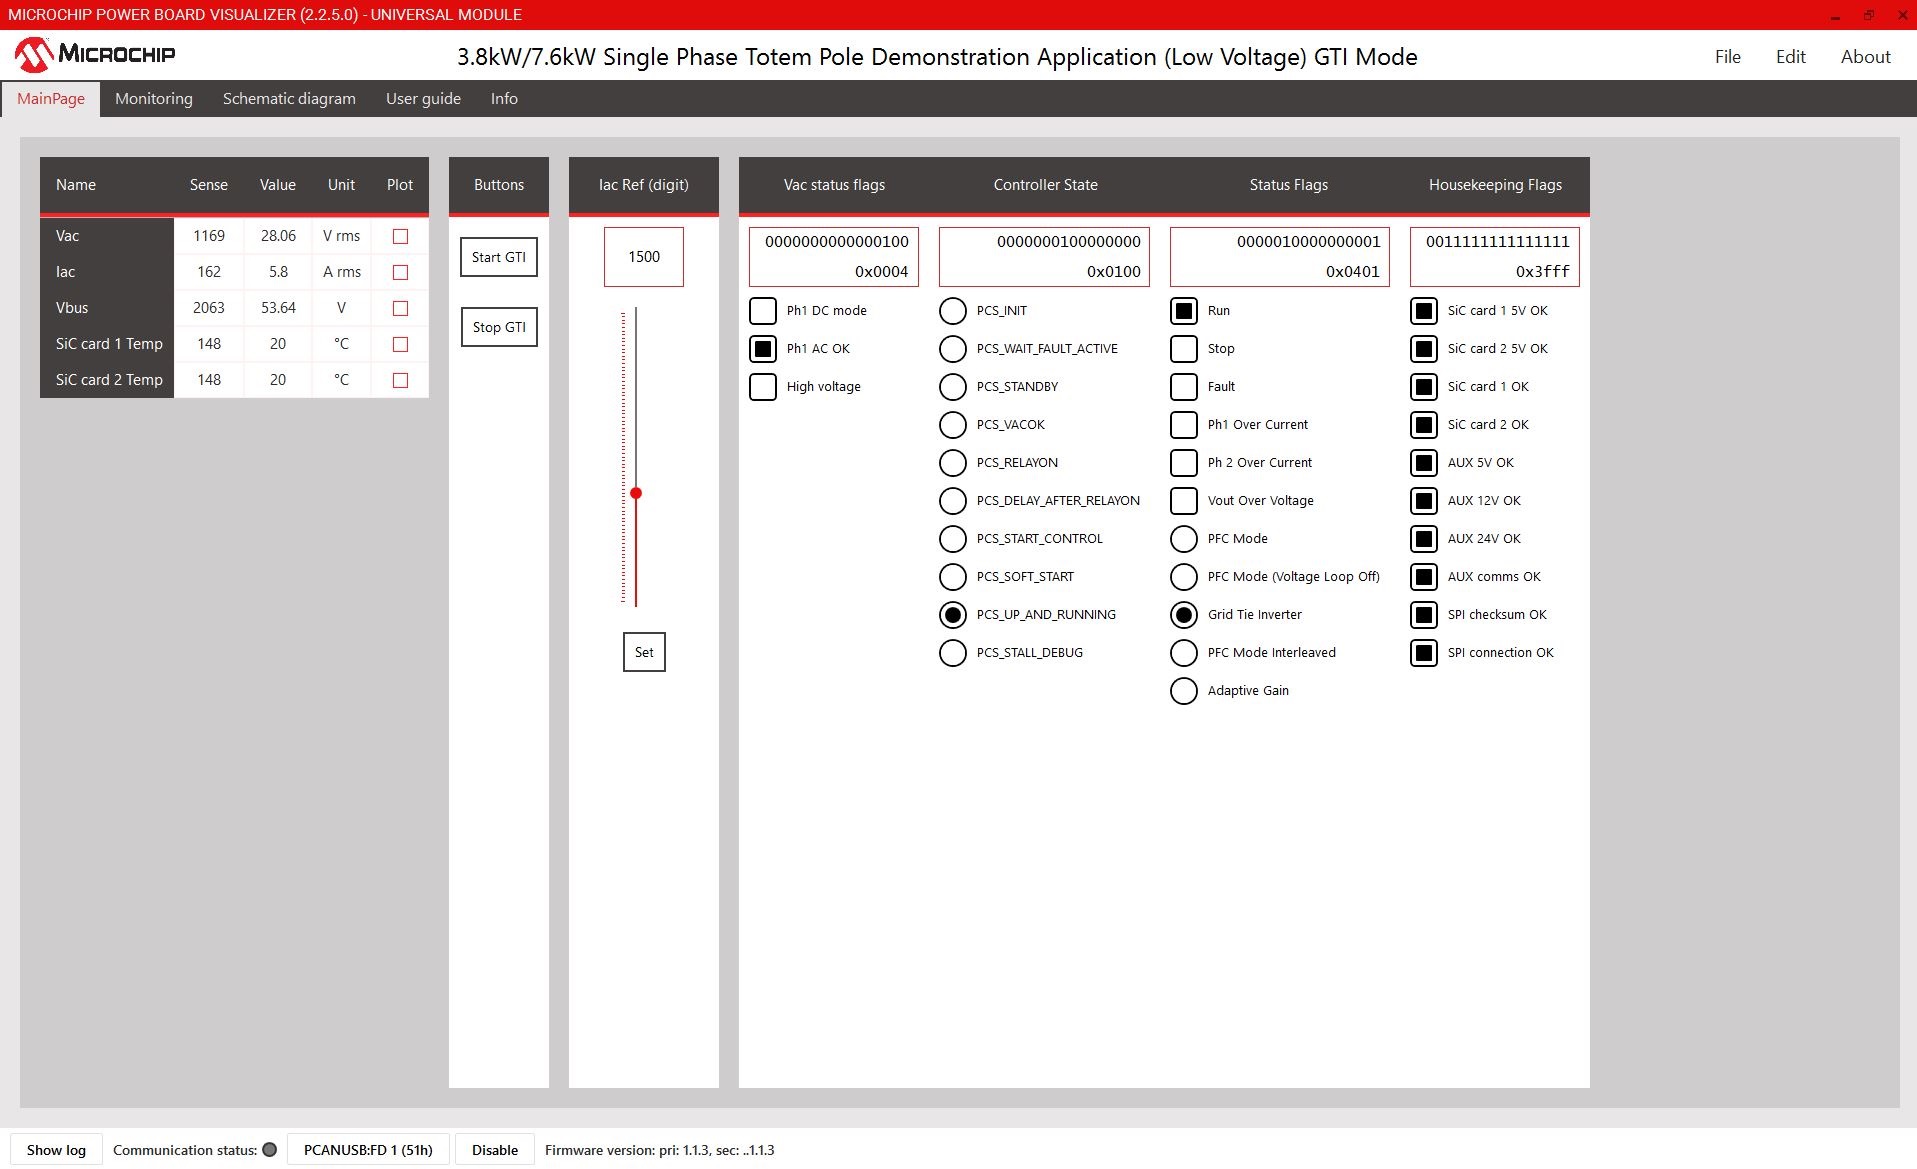 MICROCHIP POWER BOARD VISUALIZER (2.2.5.0) - UNIVERSAL MODULE
MICROCHIP
3.8kW/7.6kW Single Phase Totem Pole Demonstration Application (Low Voltage) GTI Mode
File Edit About
MainPage Monitoring Schematic diagram User guide Info
Name Sense Value Unit Plot
Vac 1169 28.06 V rms
Iac 162 5.8 A rms
Vbus 2063 53.64 V
SiC card 1 Temp 148 20 °C
SiC card 2 Temp 148 20 °C
Buttons
Start GTI
Stop GTI
Iac Ref (digit)
1500
Set
Vac status flags
0000000000000100
0x0004
Ph1 DC mode
Ph1 AC OK
High voltage
Controller State
0000000100000000
0x0100
PCS_INIT
PCS_WAIT_FAULT_ACTIVE
PCS_STANDBY
PCS_VACOK
PCS_RELAYON
PCS_DELAY_AFTER_RELAYON
PCS_START_CONTROL
PCS_SOFT_START
PCS_UP_AND_RUNNING
PCS_STALL_DEBUG
Status Flags
0000010000000001
0x0401
Run
Stop
Fault
Ph1 Over Current
Ph 2 Over Current
Vout Over Voltage
PFC Mode
PFC Mode (Voltage Loop Off)
Grid Tie Inverter
PFC Mode Interleaved
Adaptive Gain
Housekeeping Flags
0011111111111111
0x3fff
SiC card 1 5V OK
SiC card 2 5V OK
SiC card 1 OK
SiC card 2 OK
AUX 5V OK
AUX 12V OK
AUX 24V OK
AUX comms OK
SPI checksum OK
SPI connection OK
Show log Communication status: PCANUSB:FD 1 (51h) Disable Firmware version: pri: 1.1.3, sec: ..1.1.3